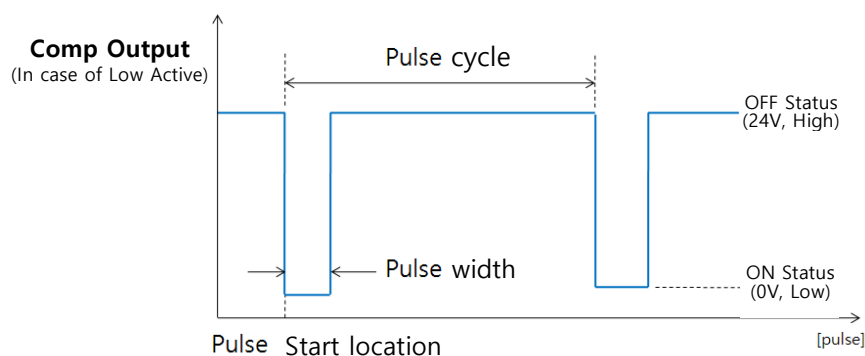 Comp Output
(In case of Low Active)
Pulse cycle
OFF Status
(24V, High)
Pulse width
ON Status
(0V, Low)
Pulse Start location
[pulse]